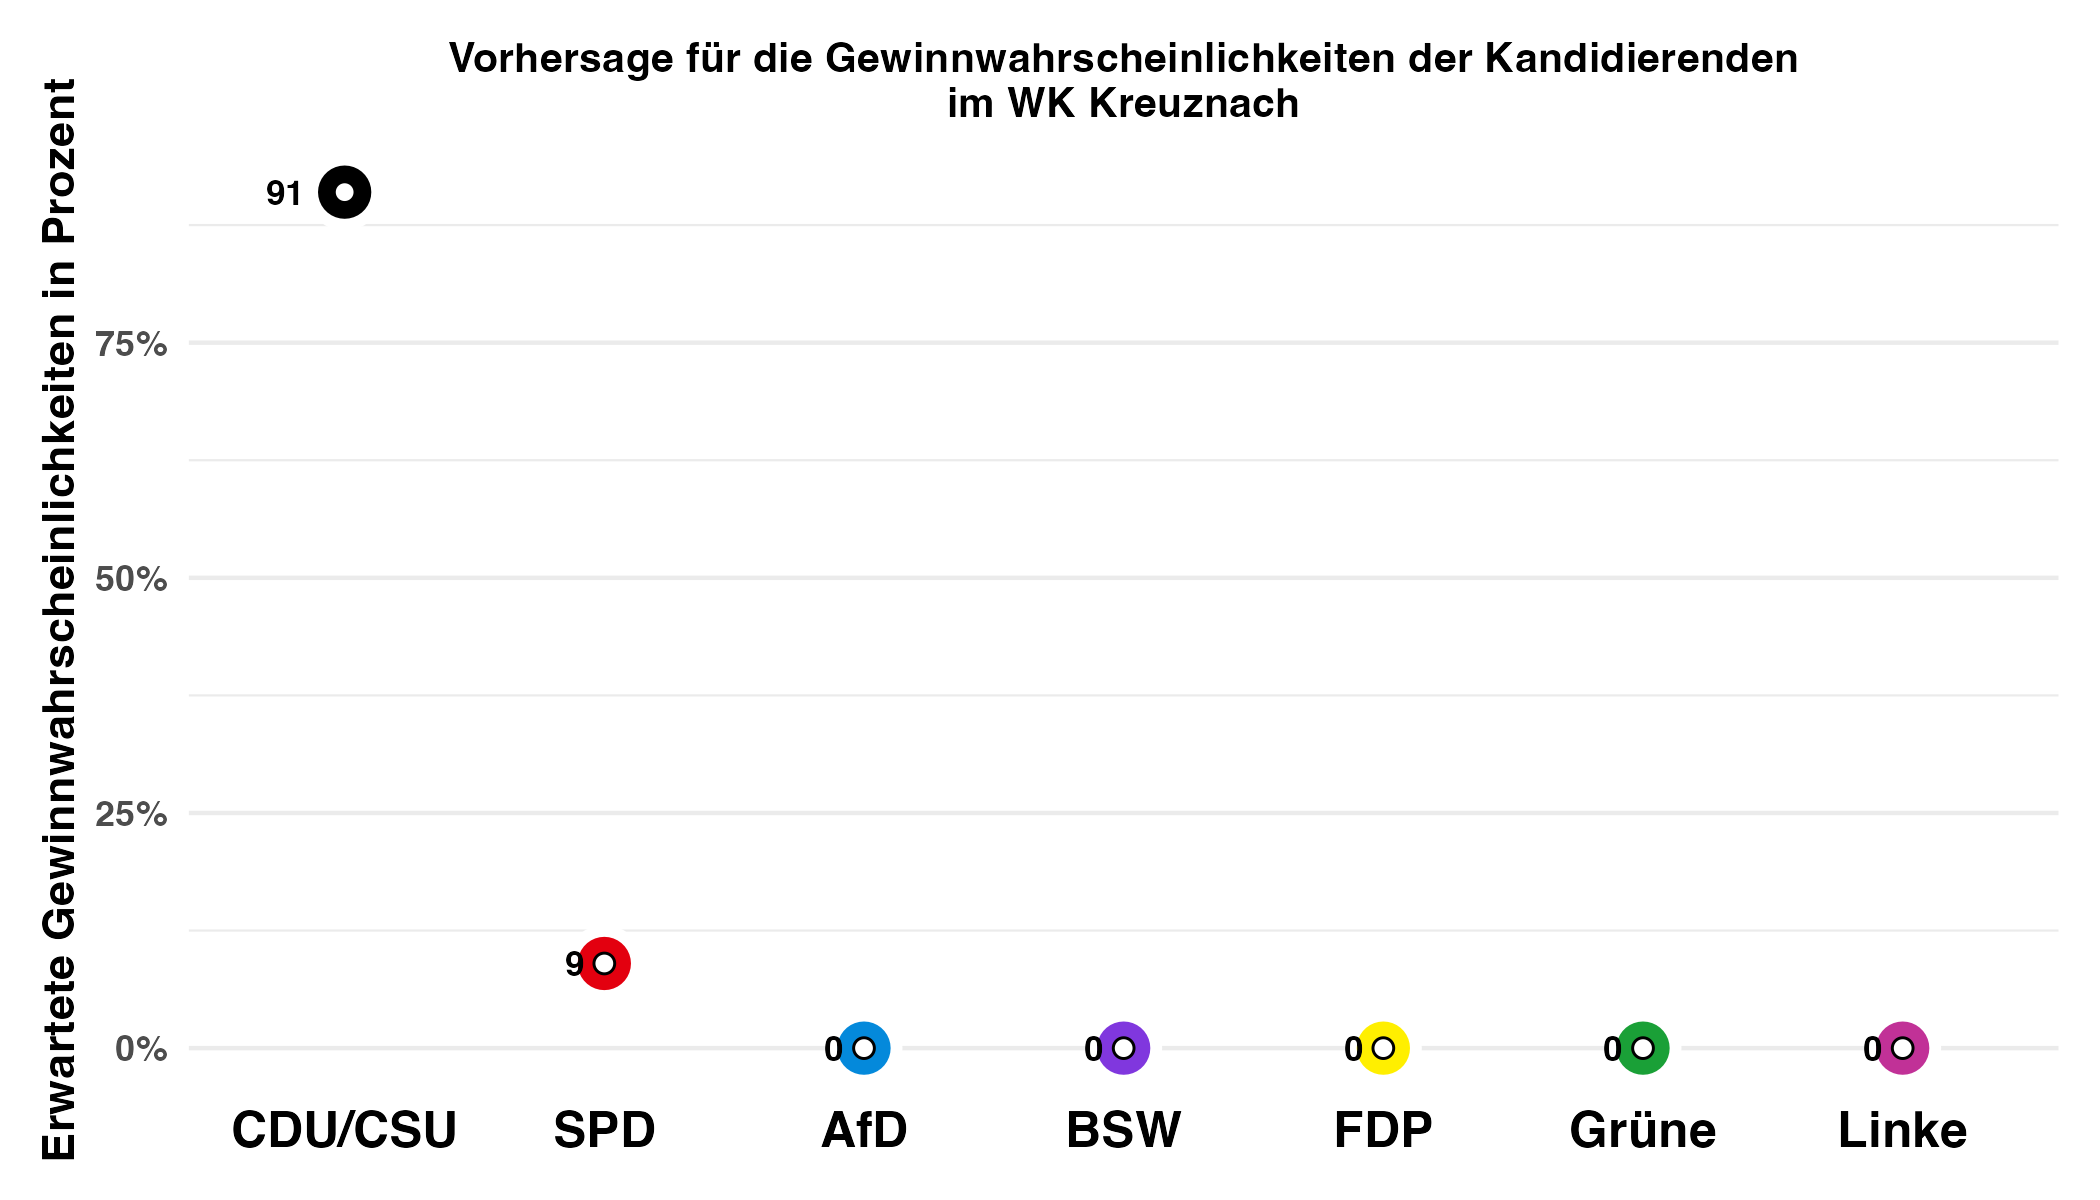 Vorhersage für die Gewinnwahrscheinlichkeiten der Kandidierenden
im WK Kreuznach
Erwartete Gewinnwahrscheinlichkeiten in Prozent
91
75%
50%
25%
9
0%
0
0
0
0
0
CDU/CSU
SPD
AfD
BSW
FDP
Grüne
Linke